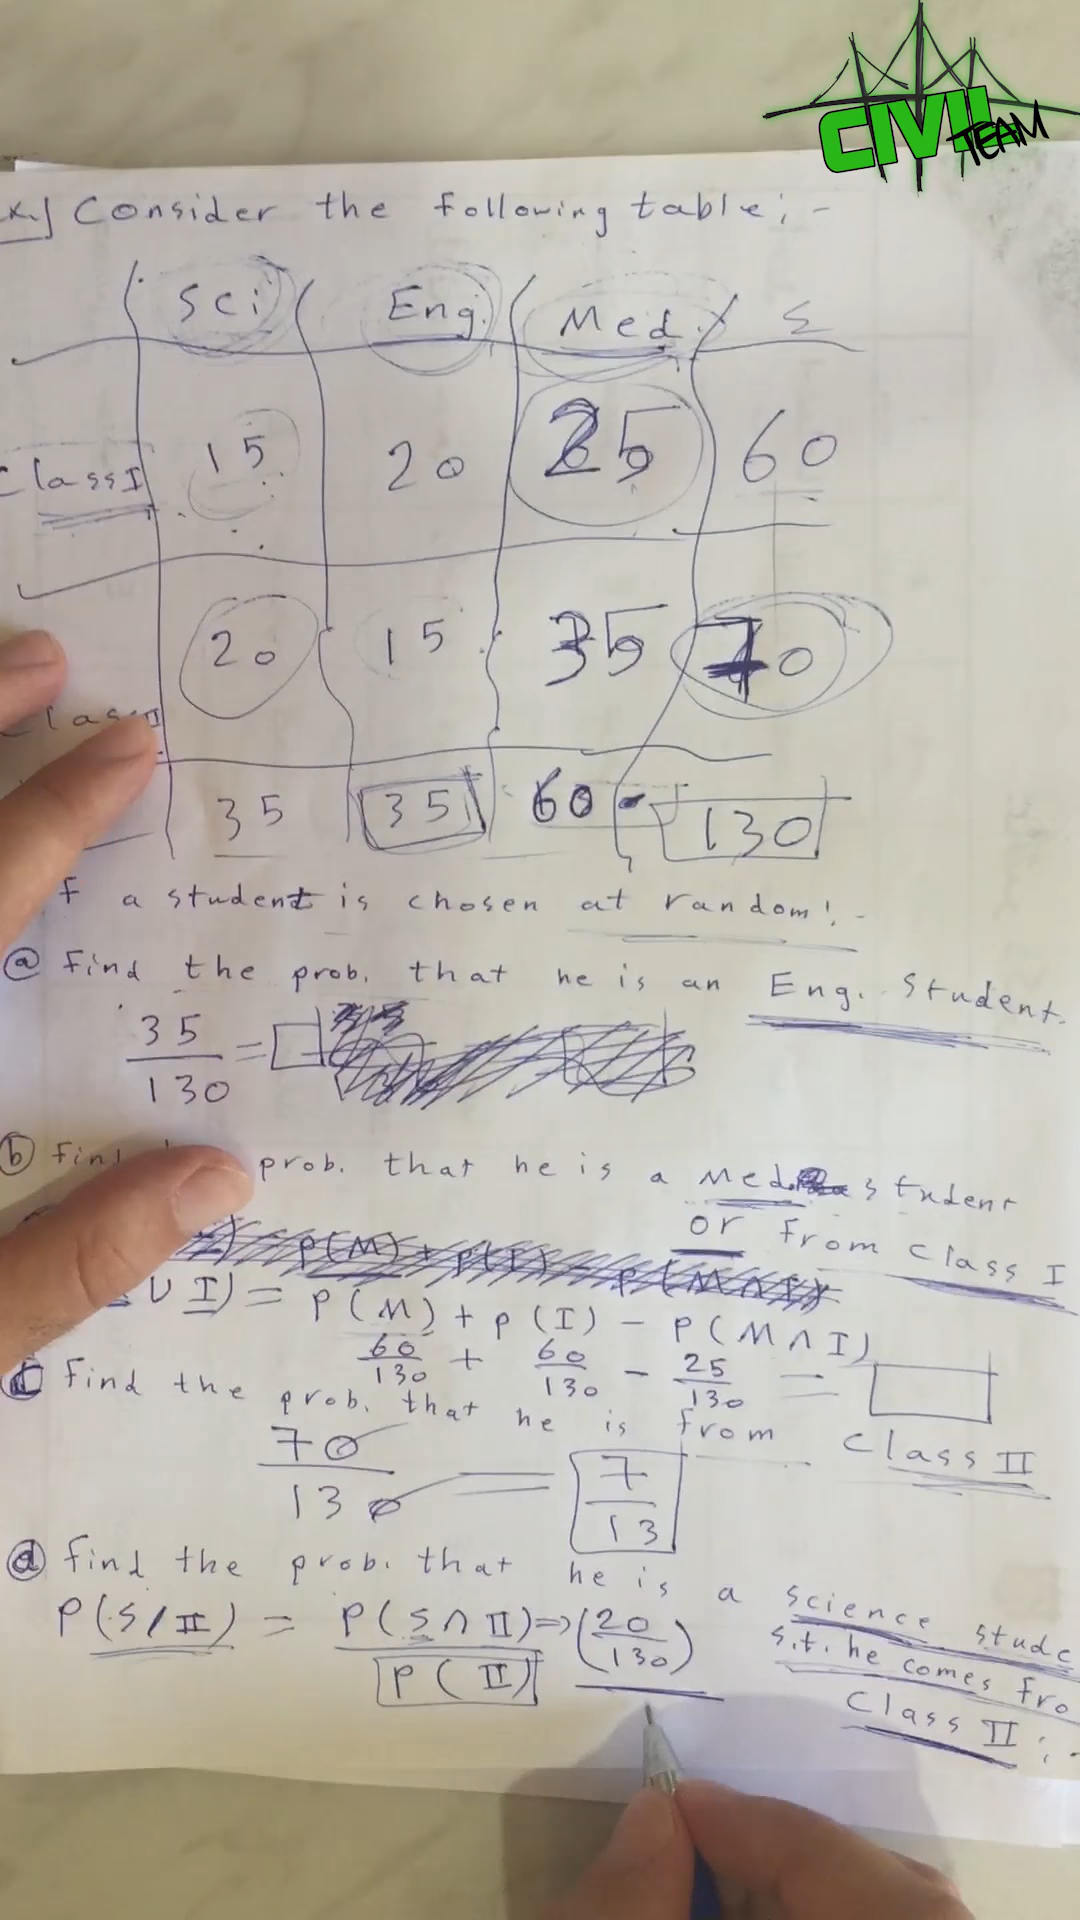 CIVIL
TEAM
Ex.] Consider the following table:-
Sci Eng. Med. Σ
Class I 15 20 25 60
Class II 20 15 35 70
35 35 60 130
f a student is chosen at random:-
(a) find the prob. that he is an Eng. Student.
35/130 = □
(b) find prob. that he is a Med. student
or from class I
∪ I) = P(M) + P(I) - P(M∩I)
60/130 + 60/130 - 25/130 = □
(c) find the prob. that he is from Class II
70/130 = 7/13
(d) find the prob. that he is a science stude
s.t. he comes fro
Class II :-
P(S/II) = P(S∩II)/P(II) => (20/130)